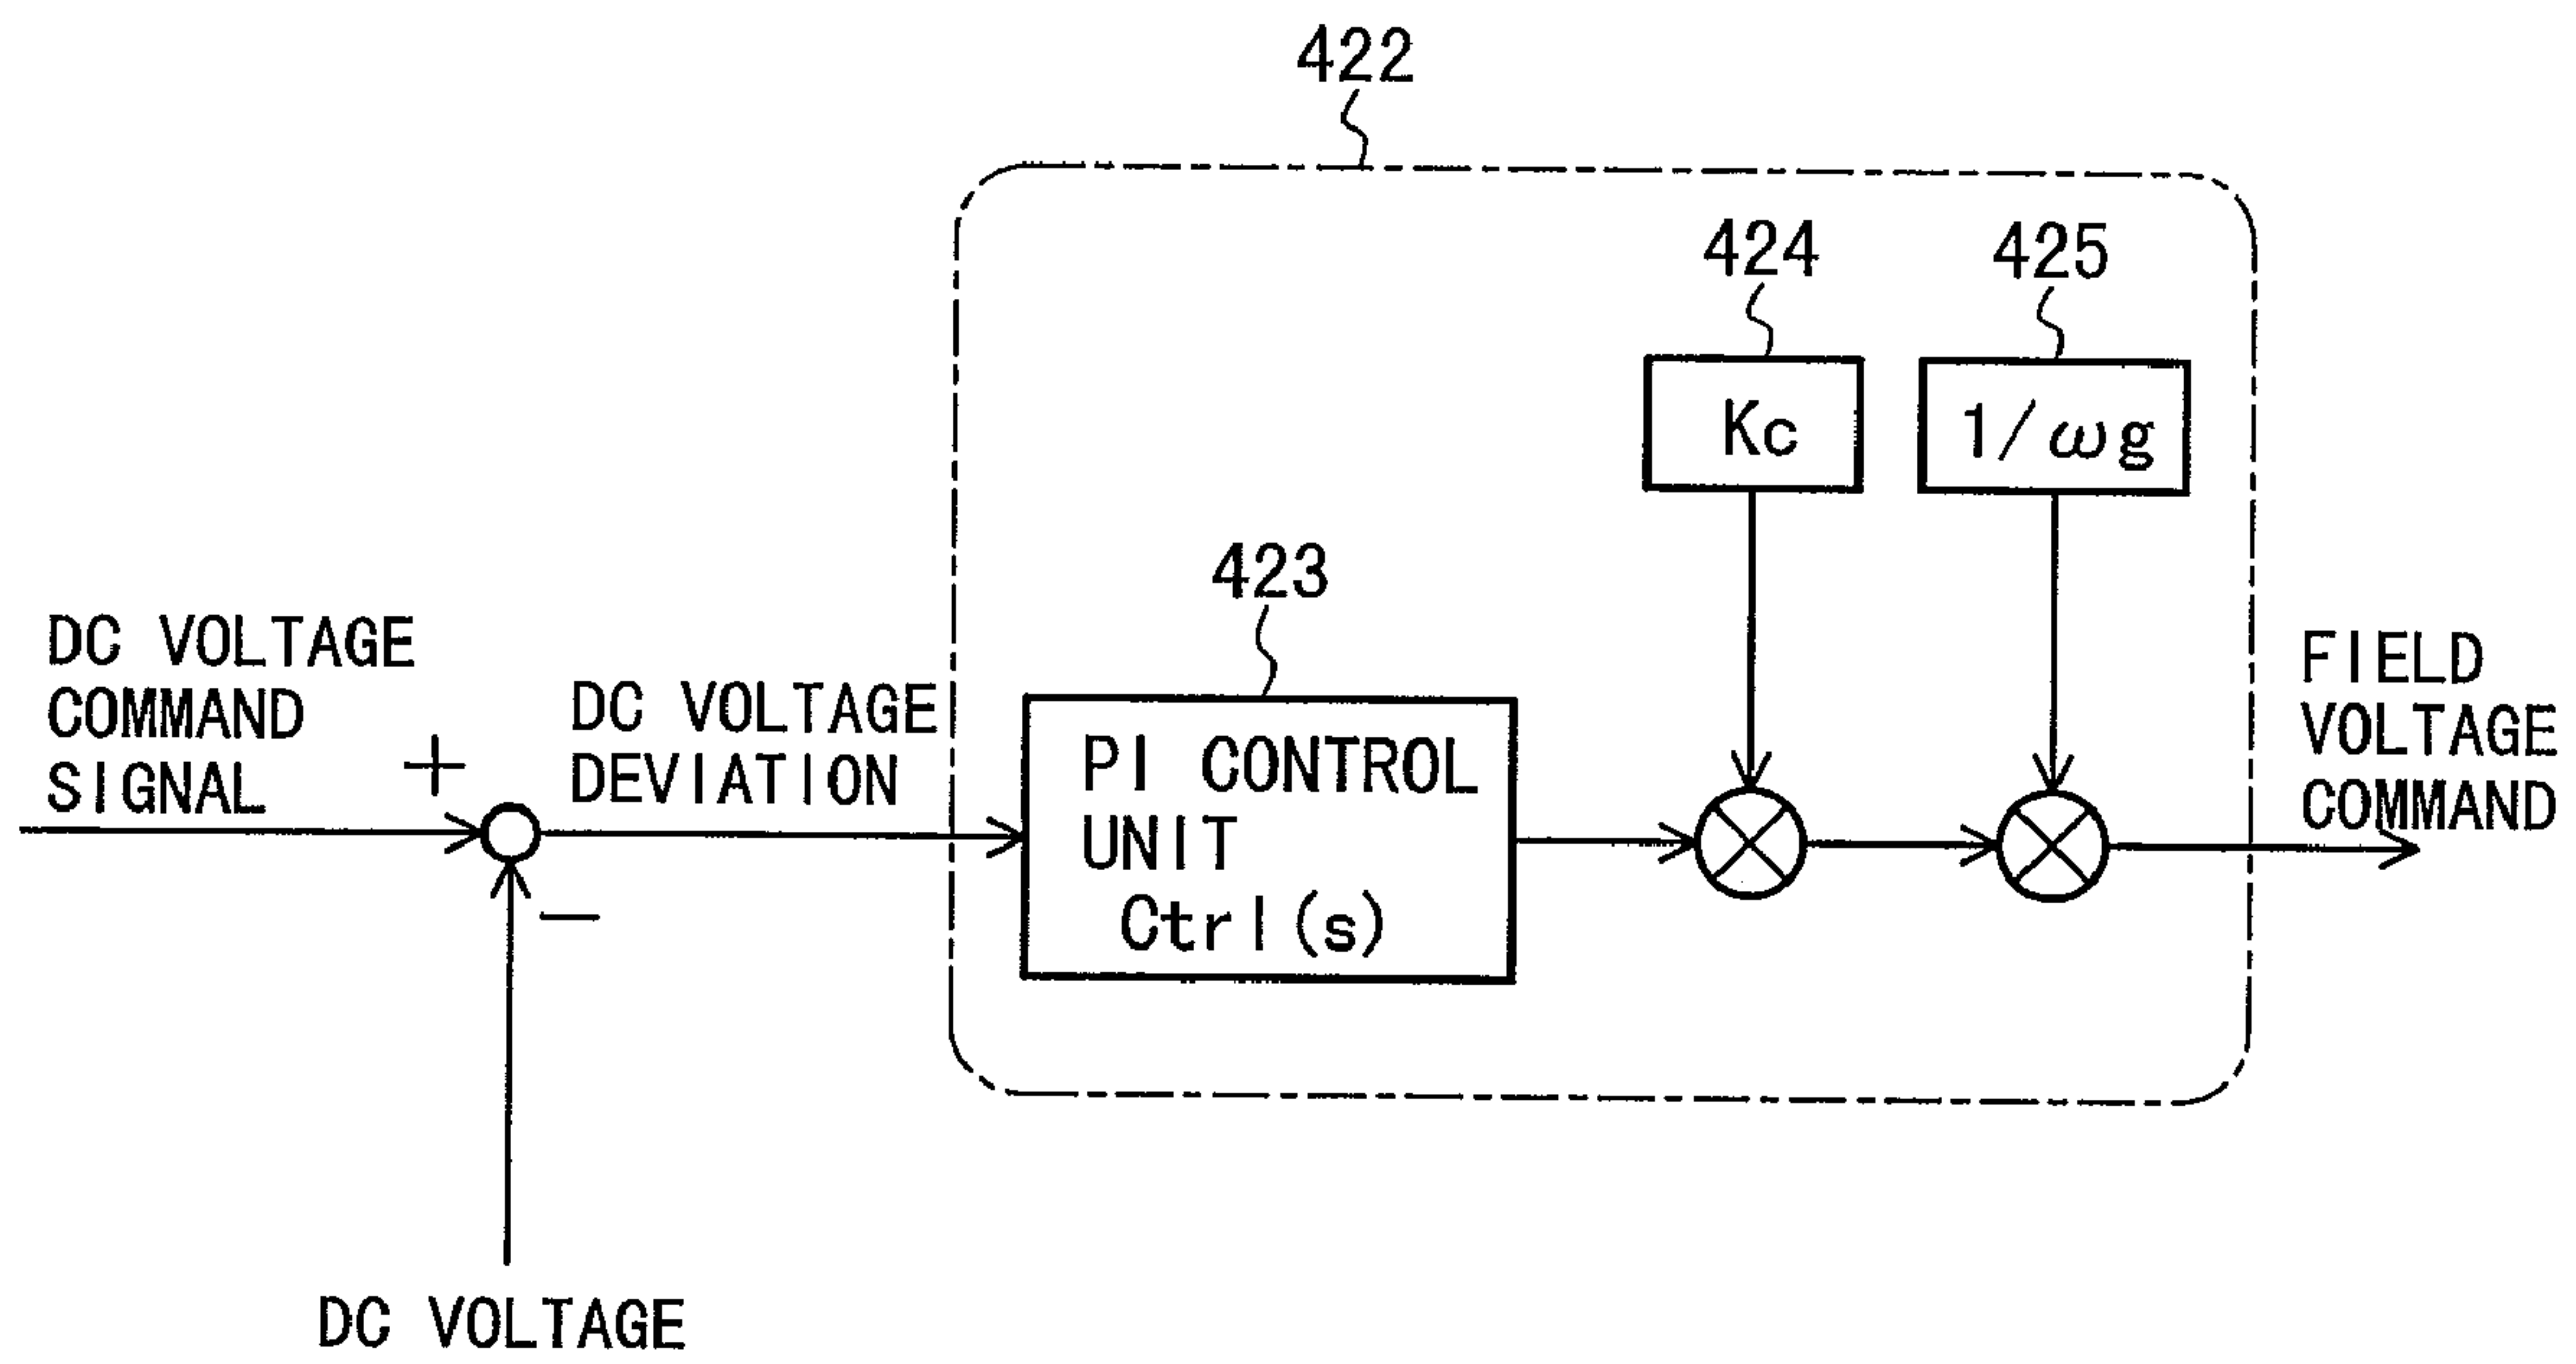 422
424
425
Kc
1/ωg
423
DC VOLTAGE
COMMAND
SIGNAL
+
DC VOLTAGE
DEVIATION
PI CONTROL
UNIT
Ctrl(s)
FIELD
VOLTAGE
COMMAND
−
DC VOLTAGE